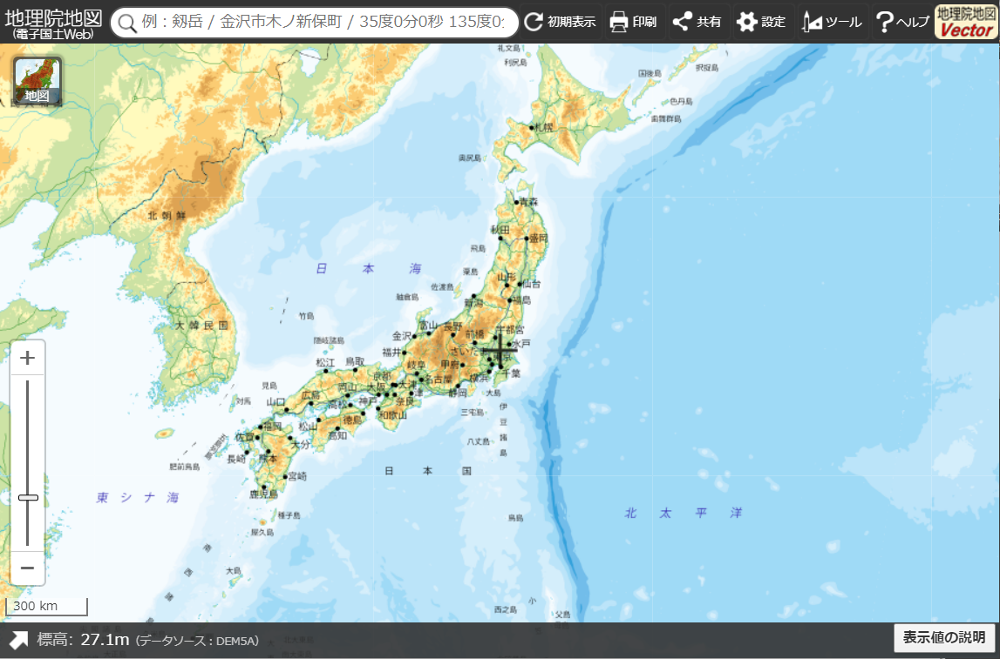 地理院地図
(電子国土Web)
例：剱岳 / 金沢市木ノ新保町 / 35度0分0秒 135度0分
初期表示
印刷
共有
設定
ツール
ヘルプ
地理院地図
Vector
地図
礼文島
利尻島
国後島
択捉島
色丹島
歯舞群島
札幌
奥尻島
青森
北朝鮮
秋田
盛岡
飛島
日本海
粟島
山形
仙台
佐渡島
舳倉島
新潟
福島
竹島
大韓民国
富山
長野
前橋
宇都宮
金沢
水戸
隠岐諸島
福井
さいたま
東京
松江
鳥取
岐阜
甲府
千葉
京都
横浜
名古屋
見島
岡山
大阪
大津
津
静岡
大島
対馬
山口
広島
高松
神戸
奈良
三宅島
伊豆諸島
和歌山
福岡
松山
徳島
高知
八丈島
佐賀
大分
五島列島
長崎
熊本
肥前鳥島
宮崎
日本国
東シナ海
鹿児島
種子島
鳥島
北太平洋
屋久島
南西諸
大島
西之島
小
父島
+
−
300 km
標高: 27.1m (データソース：DEM5A)
表示値の説明